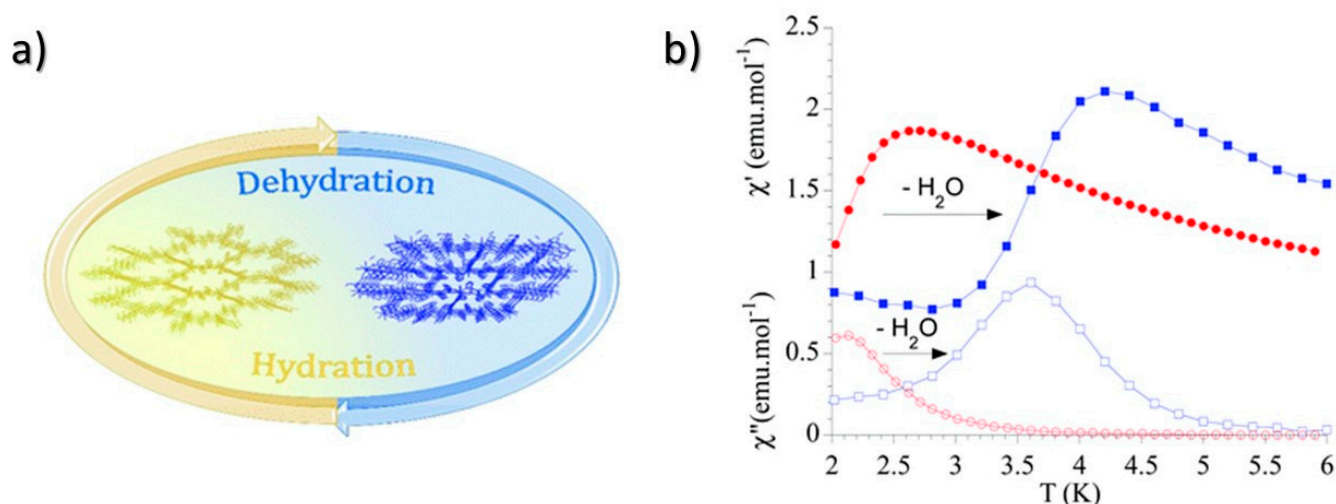 a)
Dehydration
Hydration
b)
χ' (emu.mol⁻¹)
χ"(emu.mol⁻¹)
2.5
2
1.5
1
0.5
0
- H₂O
- H₂O
2 2.5 3 3.5 4 4.5 5 5.5 6
T (K)